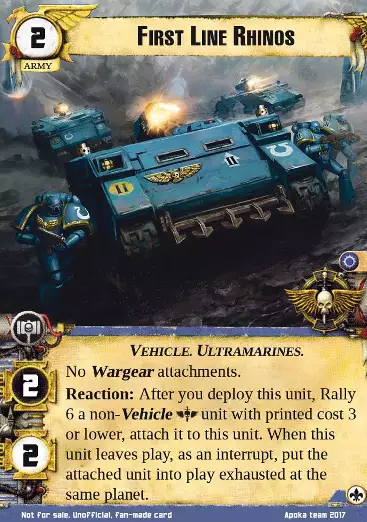 2
FIRST LINE RHINOS
ARMY
II
VEHICLE. ULTRAMARINES.
No Wargear attachments.
2
Reaction: After you deploy this unit, Rally
6 a non-Vehicle unit with printed cost 3
or lower, attach it to this unit. When this
2
unit leaves play, as an interrupt, put the
attached unit into play exhausted at the
same planet.
Not for sale. Unofficial, fan-made card
Apoka team 2017